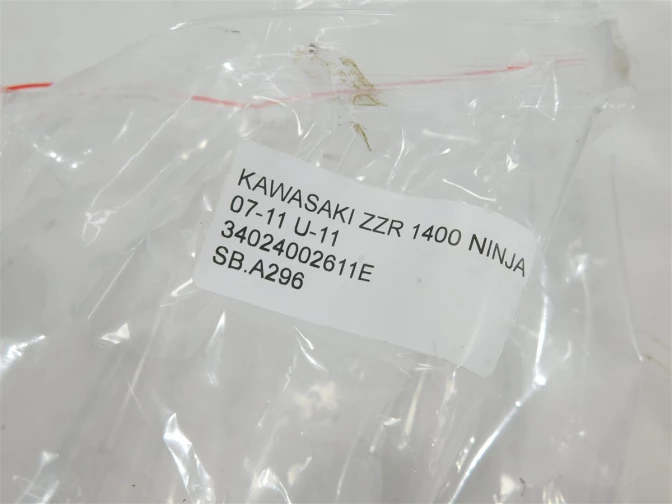 KAWASAKI ZZR 1400 NINJA
07-11 U-11
34024002611E
SB.A296